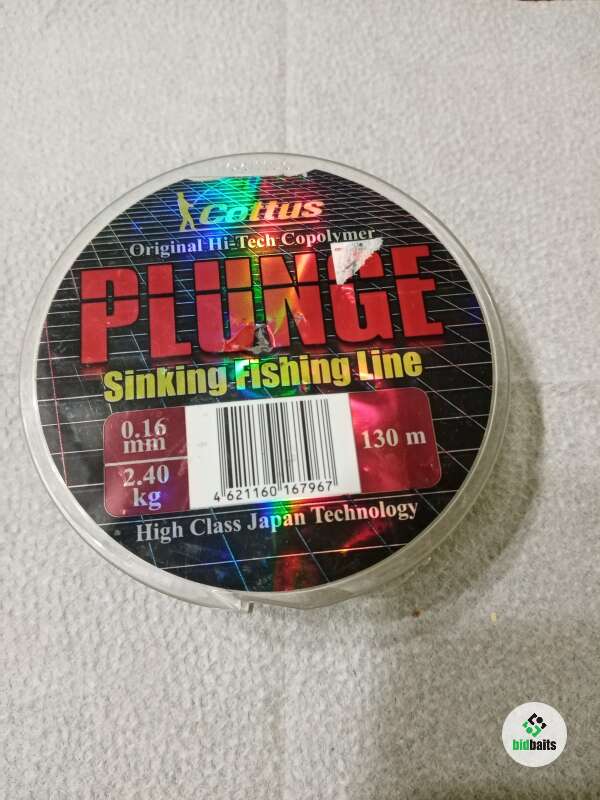 Cottus
Original Hi-Tech Copolymer
PLUNGE
Sinking Fishing Line
0.16
mm
2.40
kg
4 621160 167967
130 m
High Class Japan Technology
bidbaits